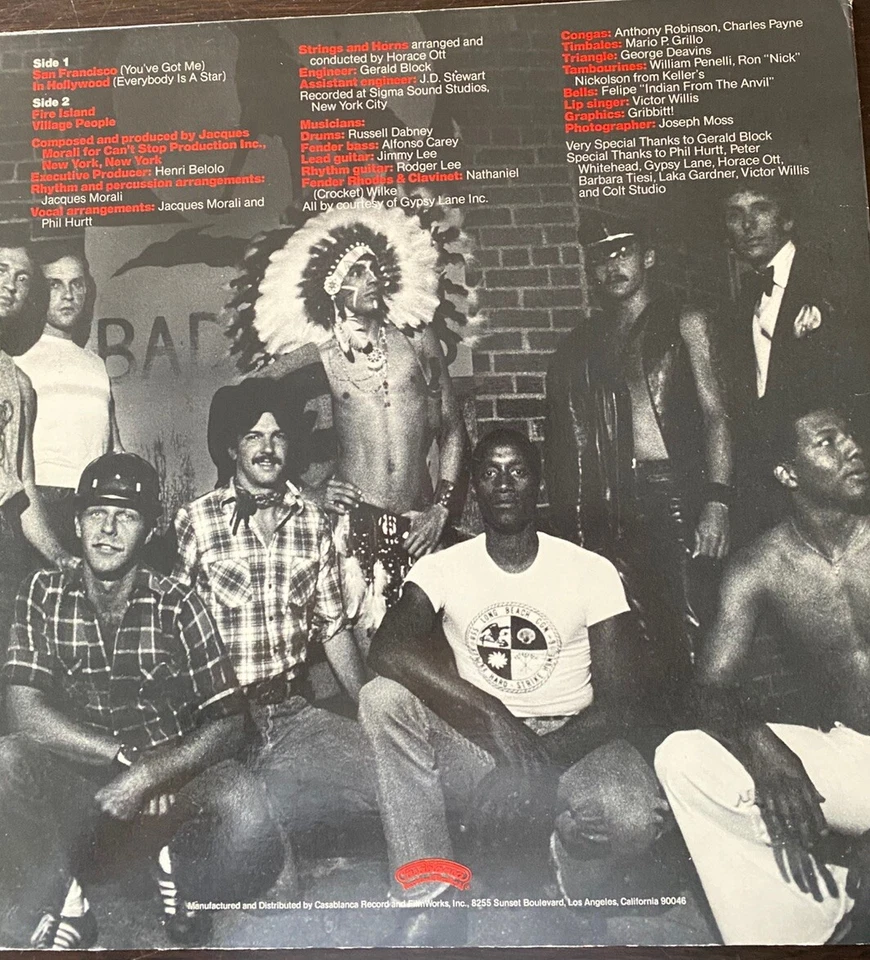 Side 1
San Francisco (You've Got Me)
In Hollywood (Everybody Is A Star)
Side 2
Fire Island
Village People
Composed and produced by Jacques
Morali for Can't Stop Production Inc.,
New York, New York
Executive Producer: Henri Belolo
Rhythm and percussion arrangements:
Jacques Morali
Vocal arrangements: Jacques Morali and
Phil Hurtt
Strings and Horns arranged and
conducted by Horace Ott
Engineer: Gerald Block
Assistant engineer: J.D. Stewart
Recorded at Sigma Sound Studios,
New York City
Musicians:
Drums: Russell Dabney
Fender bass: Alfonso Carey
Lead guitar: Jimmy Lee
Rhythm guitar: Rodger Lee
Fender Rhodes & Clavinet: Nathaniel
(Crocket) Wilke
All by courtesy of Gypsy Lane Inc.
Congas: Anthony Robinson, Charles Payne
Timbales: Mario P. Grillo
Triangle: George Deavins
Tambourines: William Penelli, Ron "Nick"
Nickolson from Keller's
Bells: Felipe "Indian From The Anvil"
Lip singer: Victor Willis
Graphics: Gribbitt!
Photographer: Joseph Moss
Very Special Thanks to Gerald Block
Special Thanks to Phil Hurtt, Peter
Whitehead, Gypsy Lane, Horace Ott,
Barbara Tiesi, Laka Gardner, Victor Willis
and Colt Studio
BAD
LONG BEACH
HARD - STRIKE
Manufactured and Distributed by Casablanca Record and FilmWorks, Inc., 8255 Sunset Boulevard, Los Angeles, California 90046